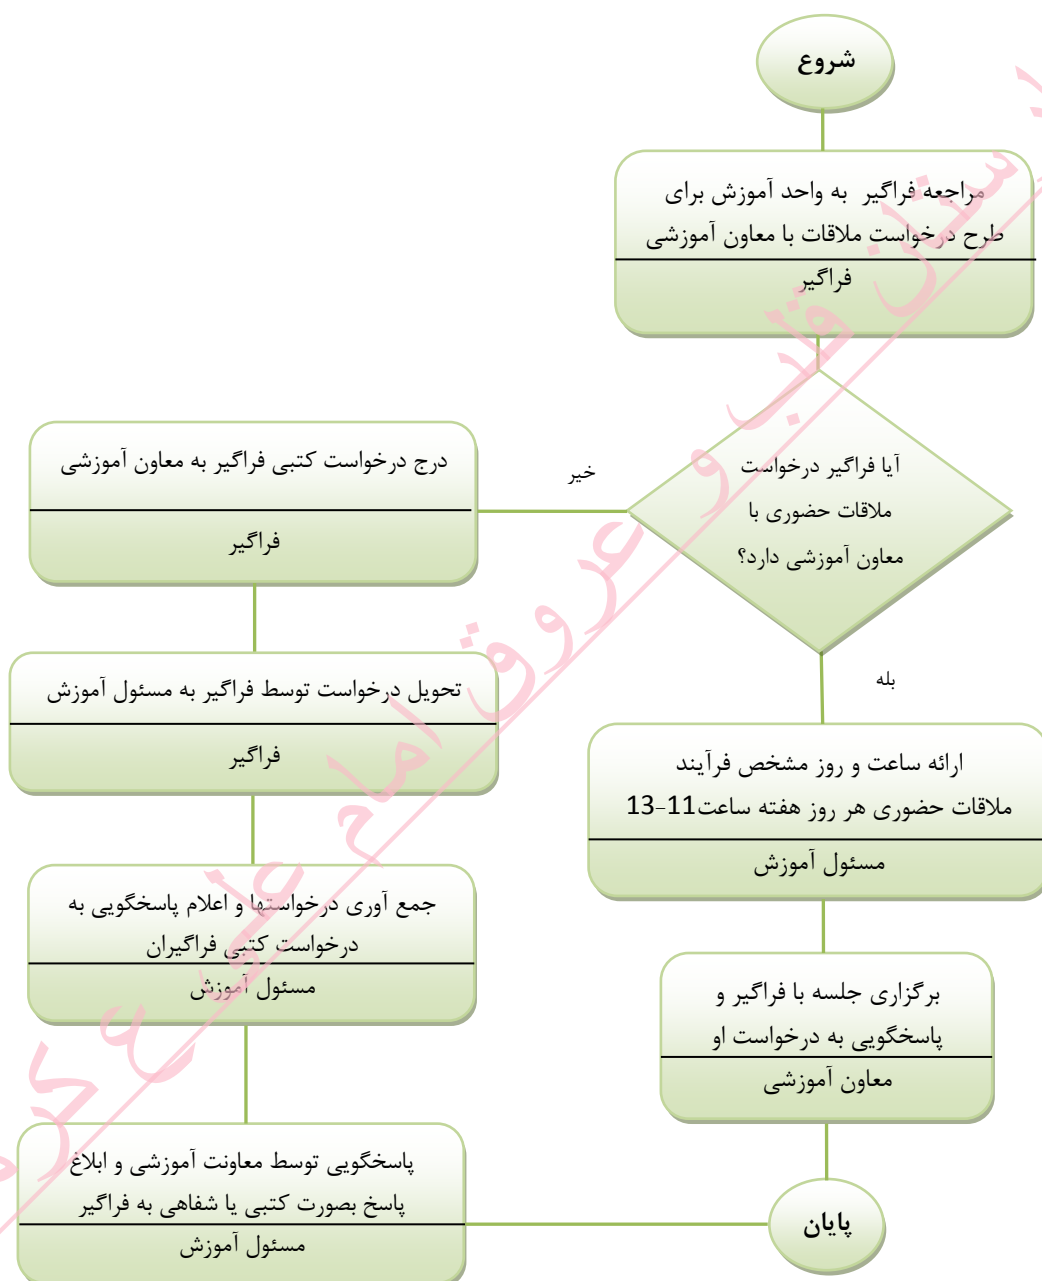 شروع
مراجعه فراگیر به واحد آموزش برای
طرح درخواست ملاقات با معاون آموزشی
فراگیر
آیا فراگیر درخواست
ملاقات حضوری با
معاون آموزشی دارد؟
خیر
درج درخواست کتبی فراگیر به معاون آموزشی
فراگیر
تحویل درخواست توسط فراگیر به مسئول آموزش
فراگیر
جمع آوری درخواستها و اعلام پاسخگویی به
درخواست کتبی فراگیران
مسئول آموزش
پاسخگویی توسط معاونت آموزشی و ابلاغ
پاسخ بصورت کتبی یا شفاهی به فراگیر
مسئول آموزش
بله
ارائه ساعت و روز مشخص فرآیند
ملاقات حضوری هر روز هفته ساعت11-13
مسئول آموزش
برگزاری جلسه با فراگیر و
پاسخگویی به درخواست او
معاون آموزشی
پایان
قلب و عروق امام علی ع